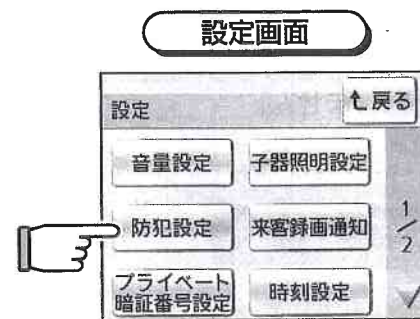 設定画面
設定
戻る
音量設定
子器照明設定
防犯設定
来客録画通知
1/2
プライベート
暗証番号設定
時刻設定